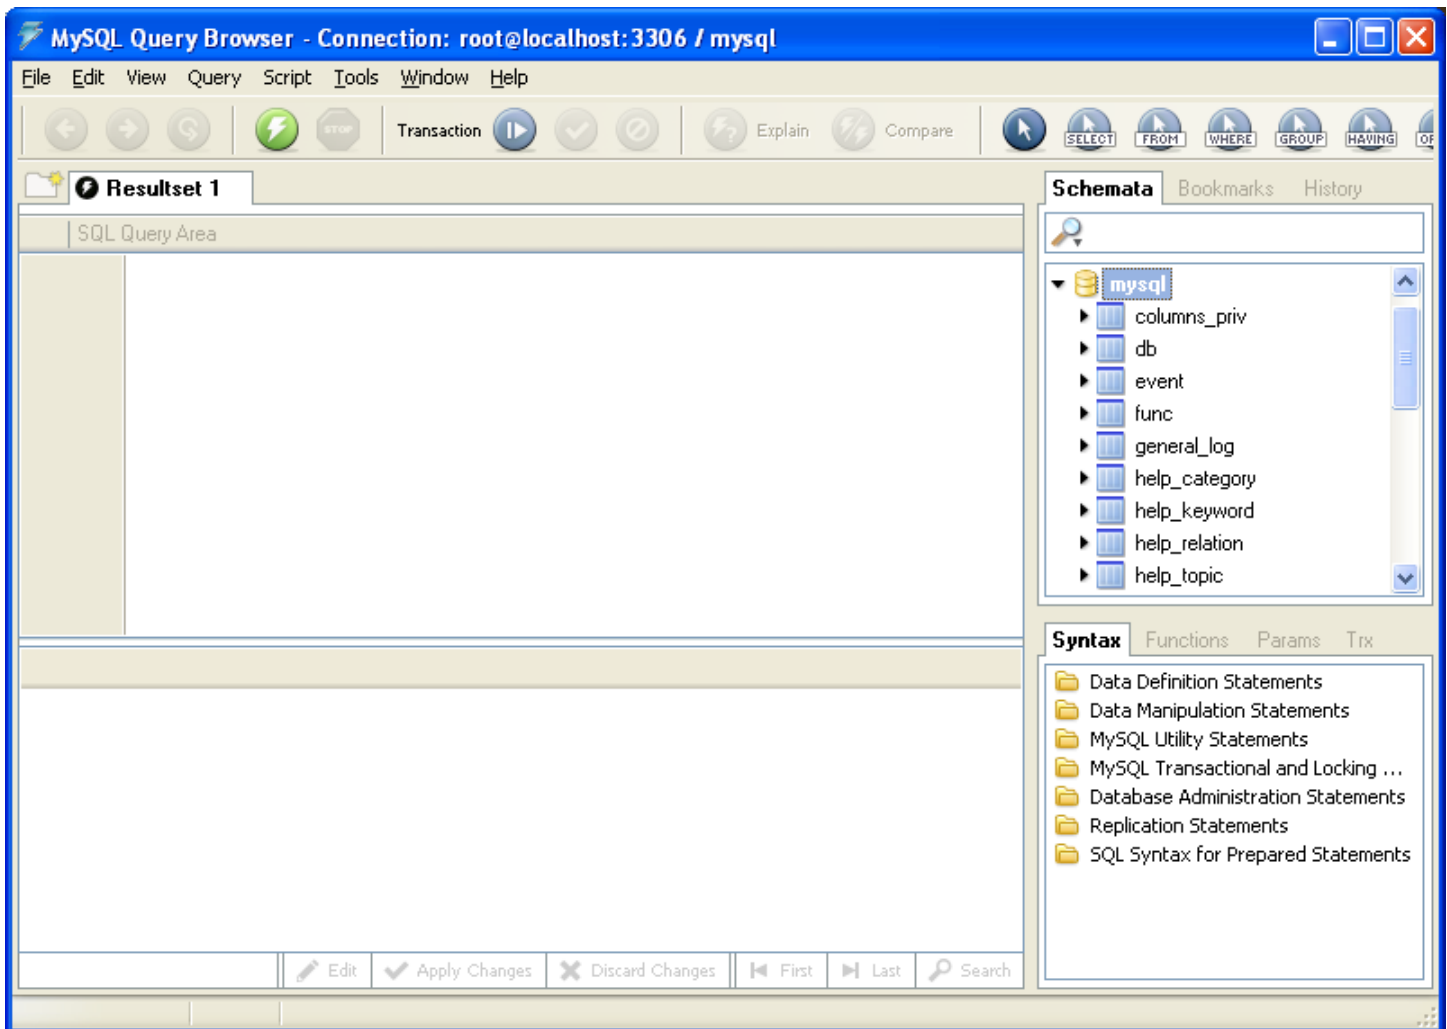 MySQL Query Browser - Connection: root@localhost:3306 / mysql
File Edit View Query Script Tools Window Help
STOP Transaction Explain Compare SELECT FROM WHERE GROUP HAVING OR
Resultset 1
SQL Query Area
Schemata Bookmarks History
mysql
columns_priv
db
event
func
general_log
help_category
help_keyword
help_relation
help_topic
Syntax Functions Params Trx
Data Definition Statements
Data Manipulation Statements
MySQL Utility Statements
MySQL Transactional and Locking ...
Database Administration Statements
Replication Statements
SQL Syntax for Prepared Statements
Edit Apply Changes Discard Changes First Last Search